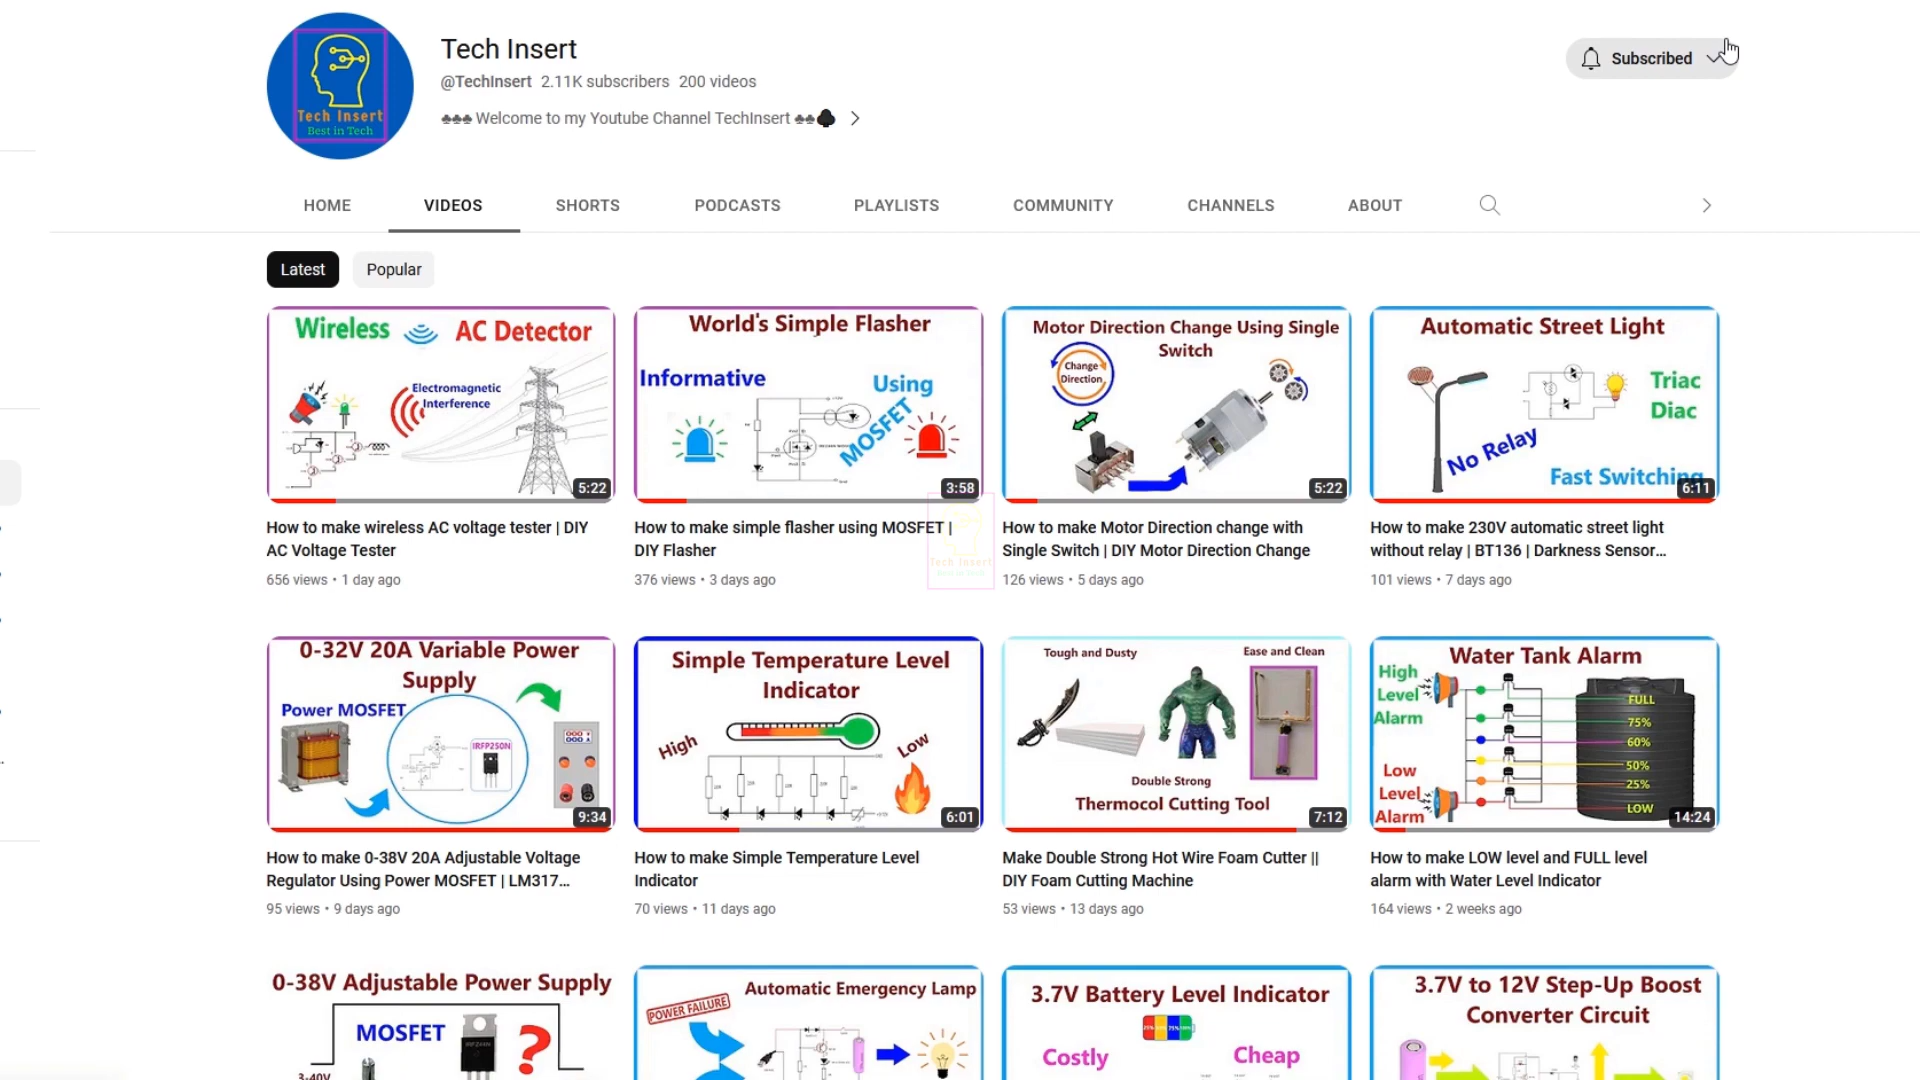 Tech Insert
Best in Tech
Tech Insert
@TechInsert 2.11K subscribers 200 videos
♣♣♣ Welcome to my Youtube Channel TechInsert ♣♣♣
Subscribed
HOME VIDEOS SHORTS PODCASTS PLAYLISTS COMMUNITY CHANNELS ABOUT
Latest Popular
Wireless AC Detector
Electromagnetic
Interference
5:22
World's Simple Flasher
Informative
Using
MOSFET
3:58
Motor Direction Change Using Single
Switch
Change
Direction
5:22
Automatic Street Light
Triac
Diac
No Relay
Fast Switching
6:11
How to make wireless AC voltage tester | DIY
AC Voltage Tester
656 views • 1 day ago
How to make simple flasher using MOSFET |
DIY Flasher
376 views • 3 days ago
Tech Insert
Best in Tech
How to make Motor Direction change with
Single Switch | DIY Motor Direction Change
126 views • 5 days ago
How to make 230V automatic street light
without relay | BT136 | Darkness Sensor...
101 views • 7 days ago
0-32V 20A Variable Power
Supply
Power MOSFET
IRFP250N
9:34
Simple Temperature Level
Indicator
High
Low
6:01
Tough and Dusty
Ease and Clean
Double Strong
Thermocol Cutting Tool
7:12
Water Tank Alarm
High
Level
Alarm
Low
Level
Alarm
FULL
75%
60%
50%
25%
LOW
14:24
How to make 0-38V 20A Adjustable Voltage
Regulator Using Power MOSFET | LM317...
95 views • 9 days ago
How to make Simple Temperature Level
Indicator
70 views • 11 days ago
Make Double Strong Hot Wire Foam Cutter ||
DIY Foam Cutting Machine
53 views • 13 days ago
How to make LOW level and FULL level
alarm with Water Level Indicator
164 views • 2 weeks ago
0-38V Adjustable Power Supply
MOSFET
?
3-40V
POWER FAILURE
Automatic Emergency Lamp
3.7V Battery Level Indicator
Costly
Cheap
3.7V to 12V Step-Up Boost
Converter Circuit